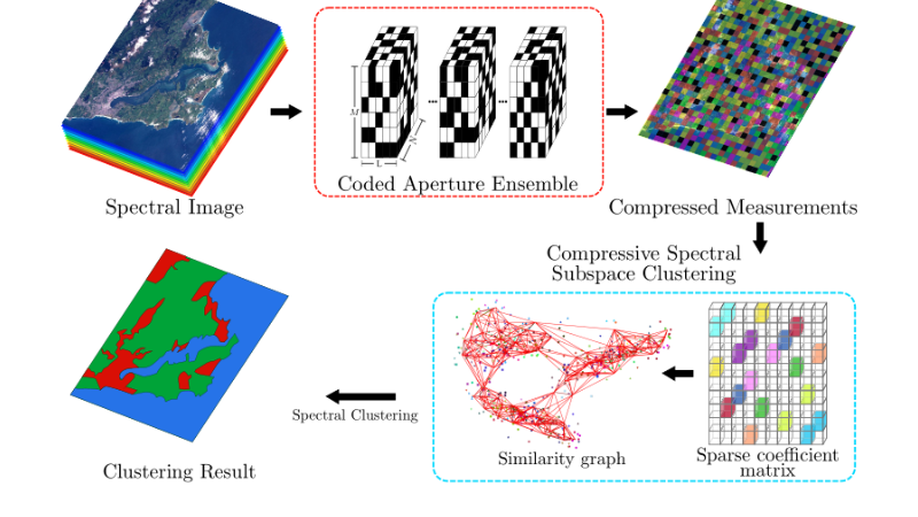 M
N
L
Coded Aperture Ensemble
Spectral Image
Compressed Measurements
Compressive Spectral
Subspace Clustering
Spectral Clustering
Similarity graph
Sparse coefficient
matrix
Clustering Result